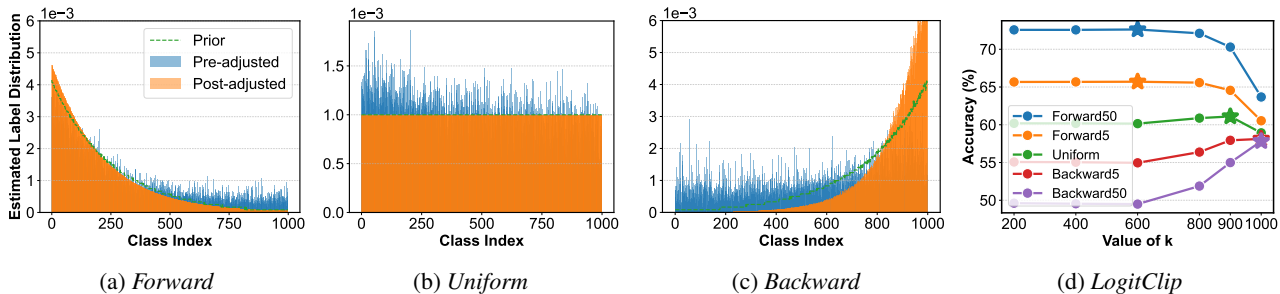 1e−3
6
5
4
3
2
1
0
0
250
500
750
1000
Estimated Label Distribution
Class Index
Prior
Pre-adjusted
Post-adjusted
(a) Forward
1e−3
1.5
1.0
0.5
0.0
0
250
500
750
1000
Class Index
(b) Uniform
1e−3
6
5
4
3
2
1
0
0
200
400
600
800
1000
Class Index
(c) Backward
70
65
60
55
50
Accuracy (%)
Forward50
Forward5
Uniform
Backward5
Backward50
200
400
600
800
900
1000
Value of k
(d) LogitClip